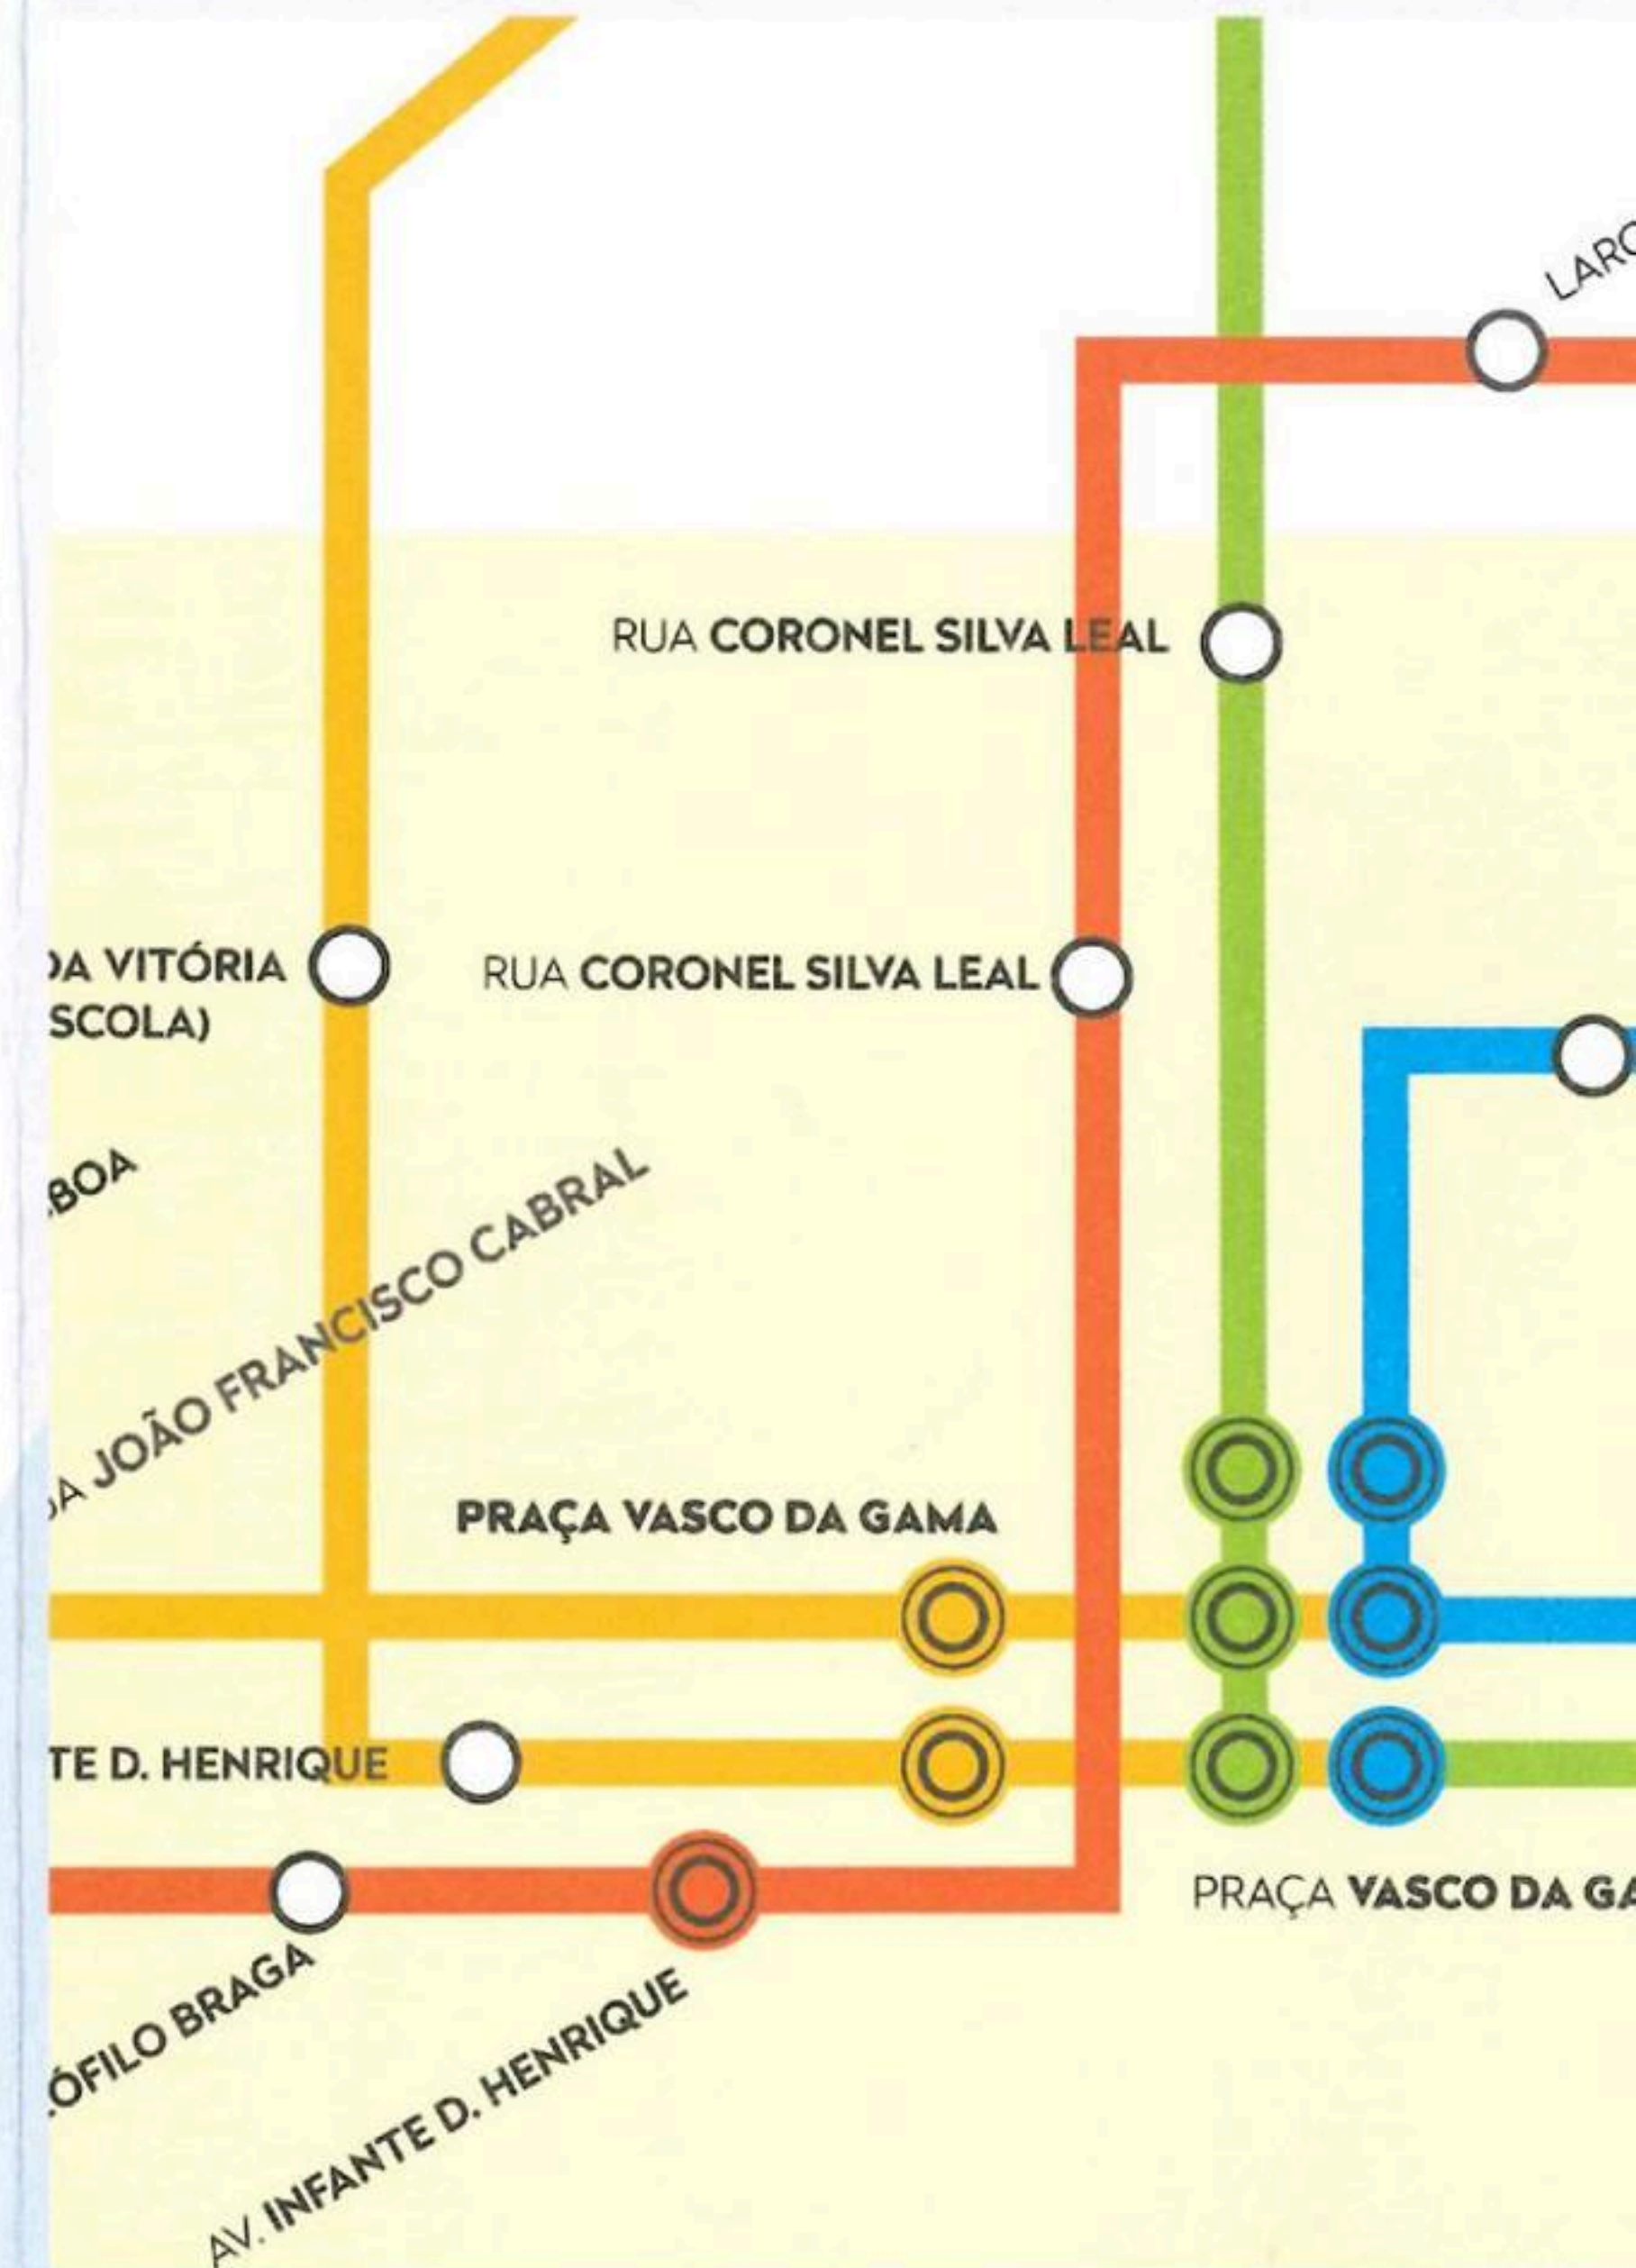 LARG
RUA CORONEL SILVA LEAL
DA VITÓRIA
SCOLA)
RUA CORONEL SILVA LEAL
BOA
JOÃO FRANCISCO CABRAL
PRAÇA VASCO DA GAMA
TE D. HENRIQUE
PRAÇA VASCO DA GA
ÓFILO BRAGA
AV. INFANTE D. HENRIQUE